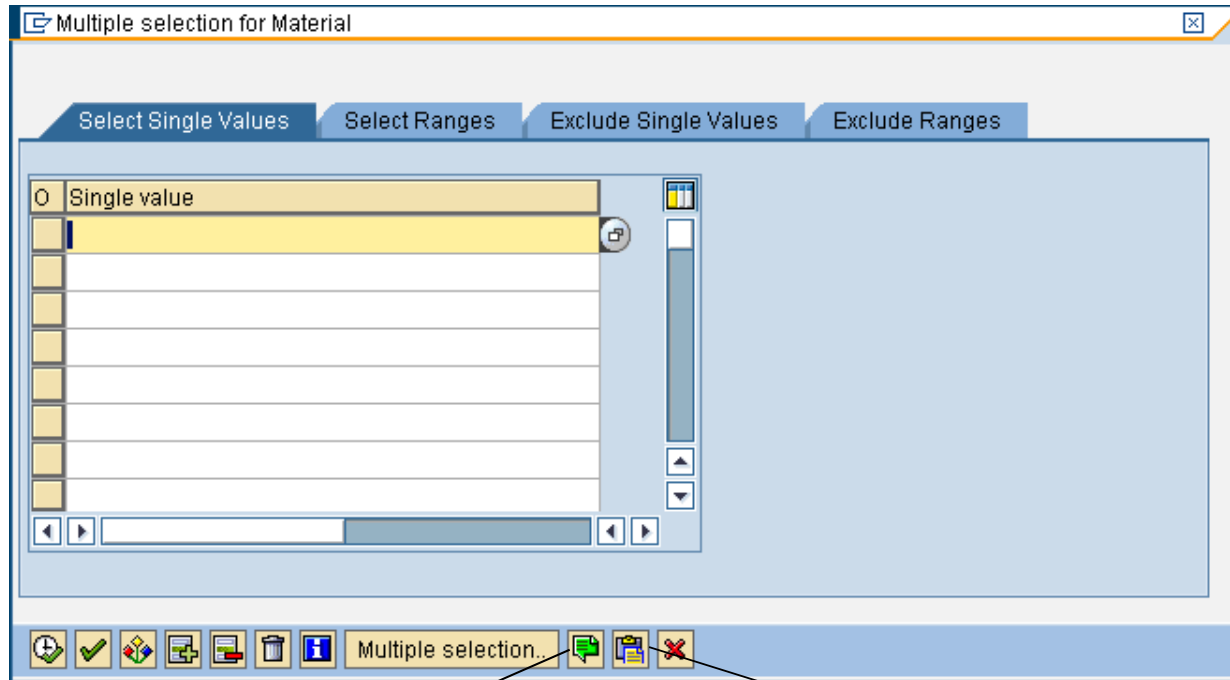 Multiple selection for Material
Select Single Values Select Ranges Exclude Single Values Exclude Ranges
O Single value
Multiple selection..